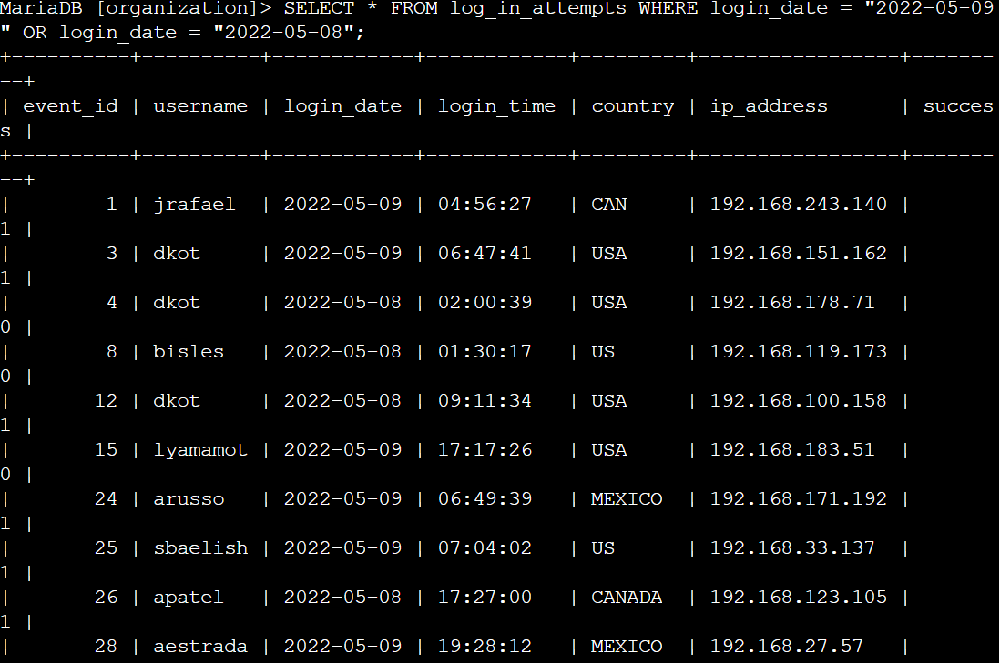 MariaDB [organization]> SELECT * FROM log_in_attempts WHERE login_date = "2022-05-09
" OR login_date = "2022-05-08";
+----------+----------+------------+------------+---------+-----------------+-------
--+
| event_id | username | login_date | login_time | country | ip_address      | succes
s |
+----------+----------+------------+------------+---------+-----------------+-------
--+
|        1 | jrafael  | 2022-05-09 | 04:56:27   | CAN     | 192.168.243.140 |
1 |
|        3 | dkot     | 2022-05-09 | 06:47:41   | USA     | 192.168.151.162 |
1 |
|        4 | dkot     | 2022-05-08 | 02:00:39   | USA     | 192.168.178.71  |
0 |
|        8 | bisles   | 2022-05-08 | 01:30:17   | US      | 192.168.119.173 |
0 |
|       12 | dkot     | 2022-05-08 | 09:11:34   | USA     | 192.168.100.158 |
1 |
|       15 | lyamamot | 2022-05-09 | 17:17:26   | USA     | 192.168.183.51  |
0 |
|       24 | arusso   | 2022-05-09 | 06:49:39   | MEXICO  | 192.168.171.192 |
1 |
|       25 | sbaelish | 2022-05-09 | 07:04:02   | US      | 192.168.33.137  |
1 |
|       26 | apatel   | 2022-05-08 | 17:27:00   | CANADA  | 192.168.123.105 |
1 |
|       28 | aestrada | 2022-05-09 | 19:28:12   | MEXICO  | 192.168.27.57   |